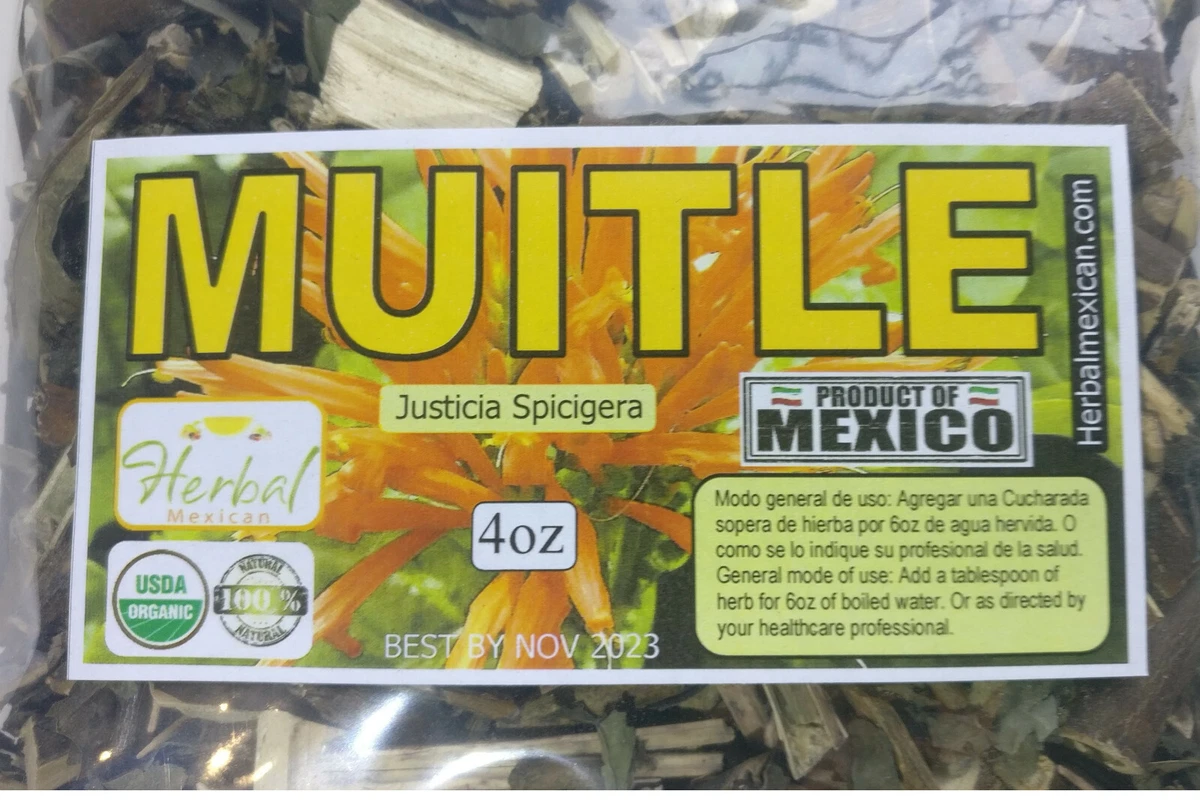 MUITLE
Herbalmexican.com
Justicia Spicigera
PRODUCT OF
MEXICO
Herbal
Mexican
4oz
USDA
ORGANIC
NATURAL
100 %
NATURAL
BEST BY NOV 2023
Modo general de uso: Agregar una Cucharada
sopera de hierba por 6oz de agua hervida. O
como se lo indique su profesional de la salud.
General mode of use: Add a tablespoon of
herb for 6oz of boiled water. Or as directed by
your healthcare professional.